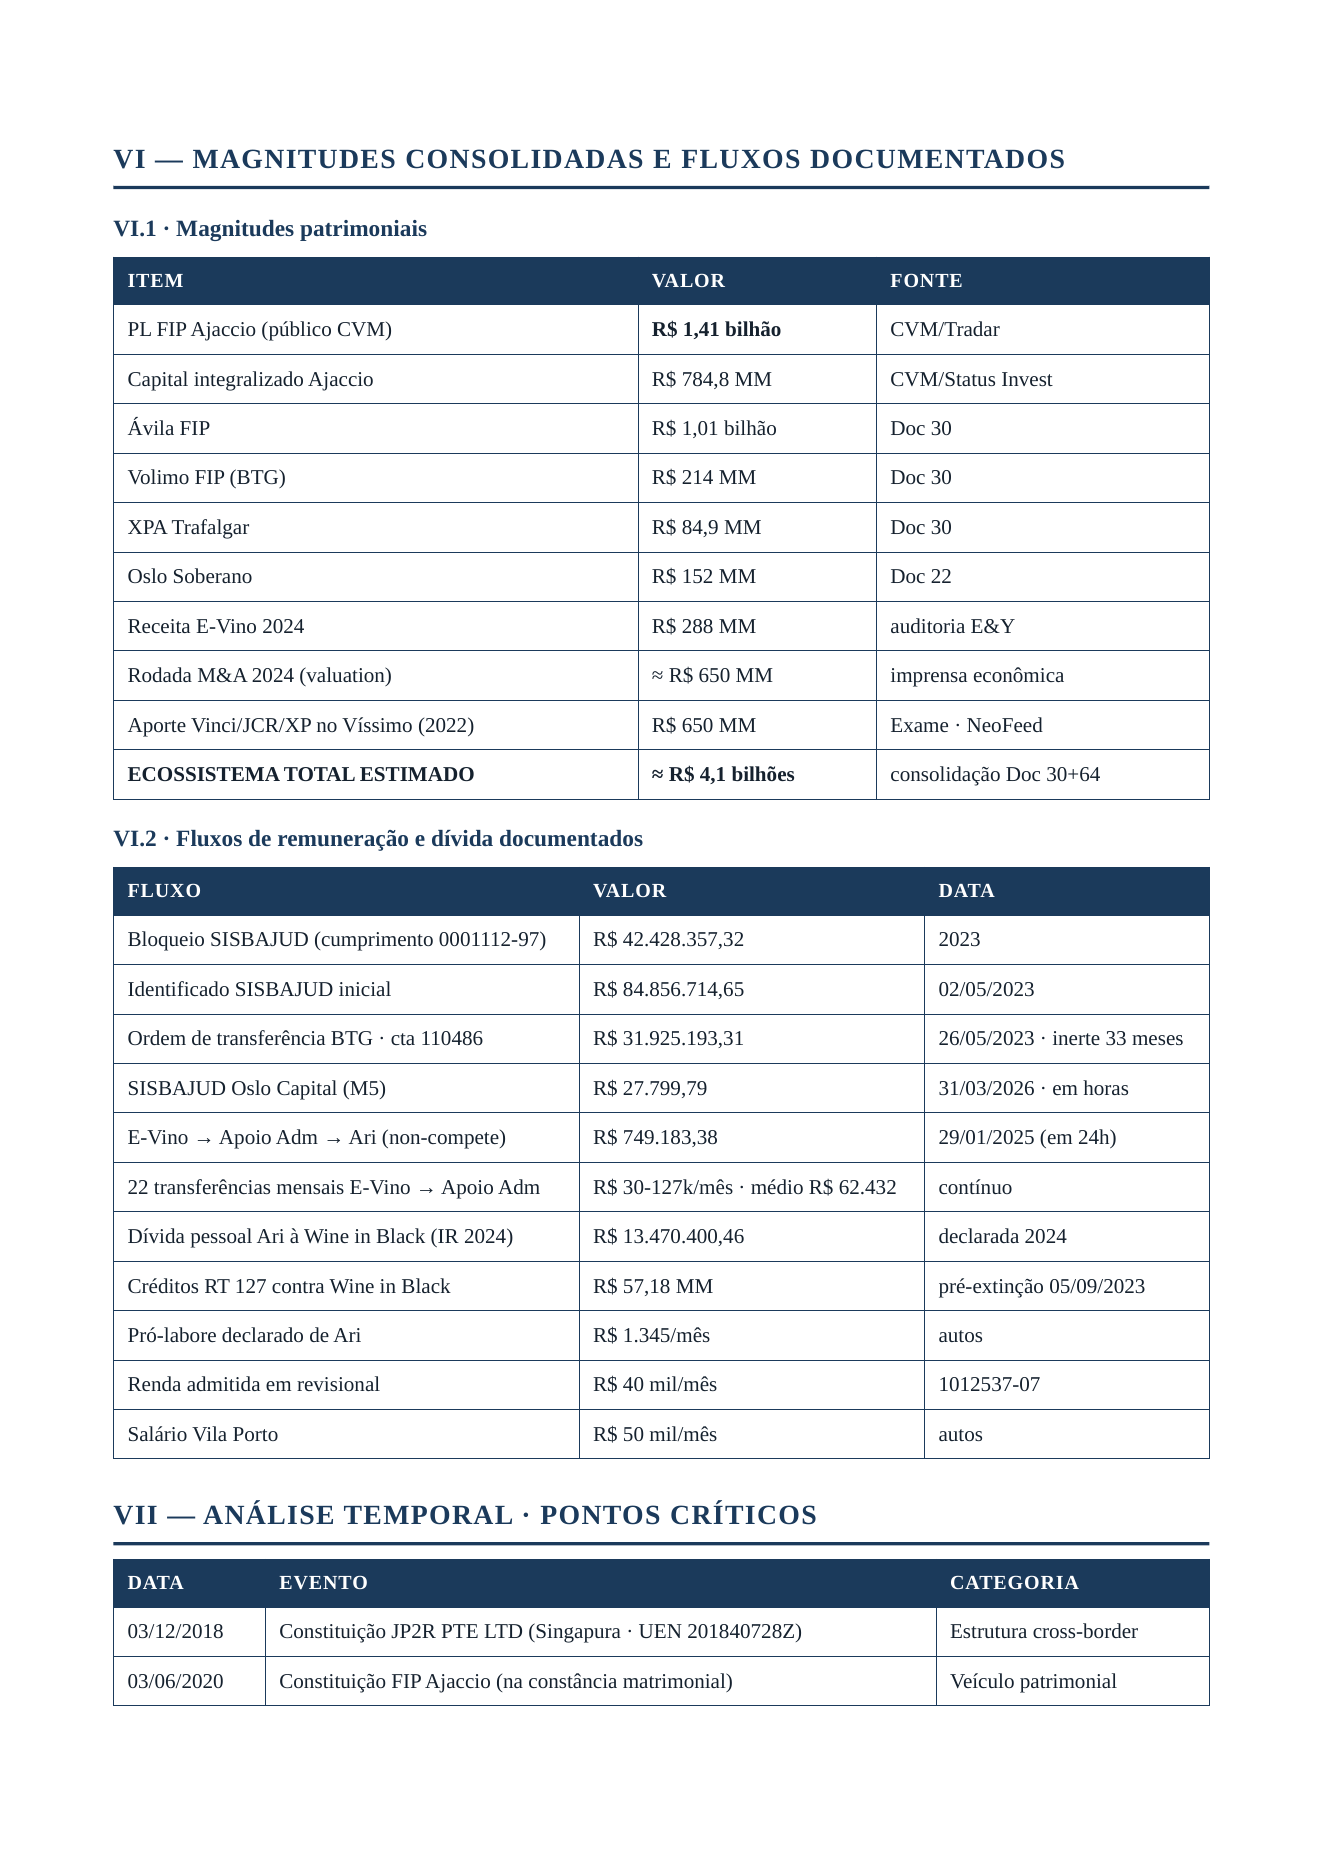 VI — MAGNITUDES CONSOLIDADAS E FLUXOS DOCUMENTADOS
VI.1 · Magnitudes patrimoniais
ITEM VALOR FONTE
PL FIP Ajaccio (público CVM) R$ 1,41 bilhão CVM/Tradar
Capital integralizado Ajaccio R$ 784,8 MM CVM/Status Invest
Ávila FIP R$ 1,01 bilhão Doc 30
Volimo FIP (BTG) R$ 214 MM Doc 30
XPA Trafalgar R$ 84,9 MM Doc 30
Oslo Soberano R$ 152 MM Doc 22
Receita E-Vino 2024 R$ 288 MM auditoria E&Y
Rodada M&A 2024 (valuation) ≈ R$ 650 MM imprensa econômica
Aporte Vinci/JCR/XP no Víssimo (2022) R$ 650 MM Exame · NeoFeed
ECOSSISTEMA TOTAL ESTIMADO ≈ R$ 4,1 bilhões consolidação Doc 30+64
VI.2 · Fluxos de remuneração e dívida documentados
FLUXO VALOR DATA
Bloqueio SISBAJUD (cumprimento 0001112-97) R$ 42.428.357,32 2023
Identificado SISBAJUD inicial R$ 84.856.714,65 02/05/2023
Ordem de transferência BTG · cta 110486 R$ 31.925.193,31 26/05/2023 · inerte 33 meses
SISBAJUD Oslo Capital (M5) R$ 27.799,79 31/03/2026 · em horas
E-Vino → Apoio Adm → Ari (non-compete) R$ 749.183,38 29/01/2025 (em 24h)
22 transferências mensais E-Vino → Apoio Adm R$ 30-127k/mês · médio R$ 62.432 contínuo
Dívida pessoal Ari à Wine in Black (IR 2024) R$ 13.470.400,46 declarada 2024
Créditos RT 127 contra Wine in Black R$ 57,18 MM pré-extinção 05/09/2023
Pró-labore declarado de Ari R$ 1.345/mês autos
Renda admitida em revisional R$ 40 mil/mês 1012537-07
Salário Vila Porto R$ 50 mil/mês autos
VII — ANÁLISE TEMPORAL · PONTOS CRÍTICOS
DATA EVENTO CATEGORIA
03/12/2018 Constituição JP2R PTE LTD (Singapura · UEN 201840728Z) Estrutura cross-border
03/06/2020 Constituição FIP Ajaccio (na constância matrimonial) Veículo patrimonial